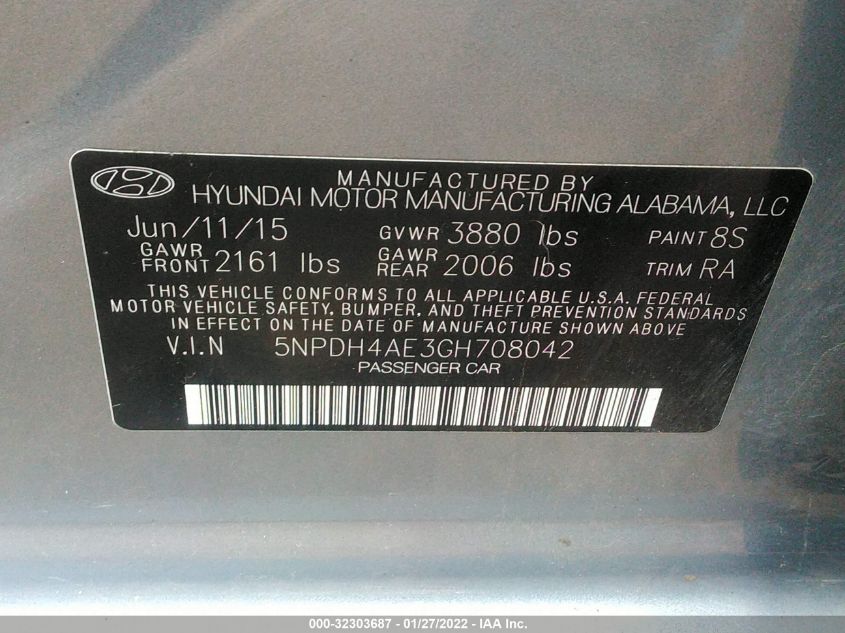 MANUFACTURED BY
HYUNDAI MOTOR MANUFACTURING ALABAMA, LLC
Jun/11/15 GVWR 3880 lbs PAINT 8S
GAWR FRONT 2161 lbs GAWR REAR 2006 lbs TRIM RA
THIS VEHICLE CONFORMS TO ALL APPLICABLE U.S.A. FEDERAL
MOTOR VEHICLE SAFETY, BUMPER, AND THEFT PREVENTION STANDARDS
IN EFFECT ON THE DATE OF MANUFACTURE SHOWN ABOVE
V.I.N 5NPDH4AE3GH708042
PASSENGER CAR
000-32303687 - 01/27/2022 - IAA Inc.